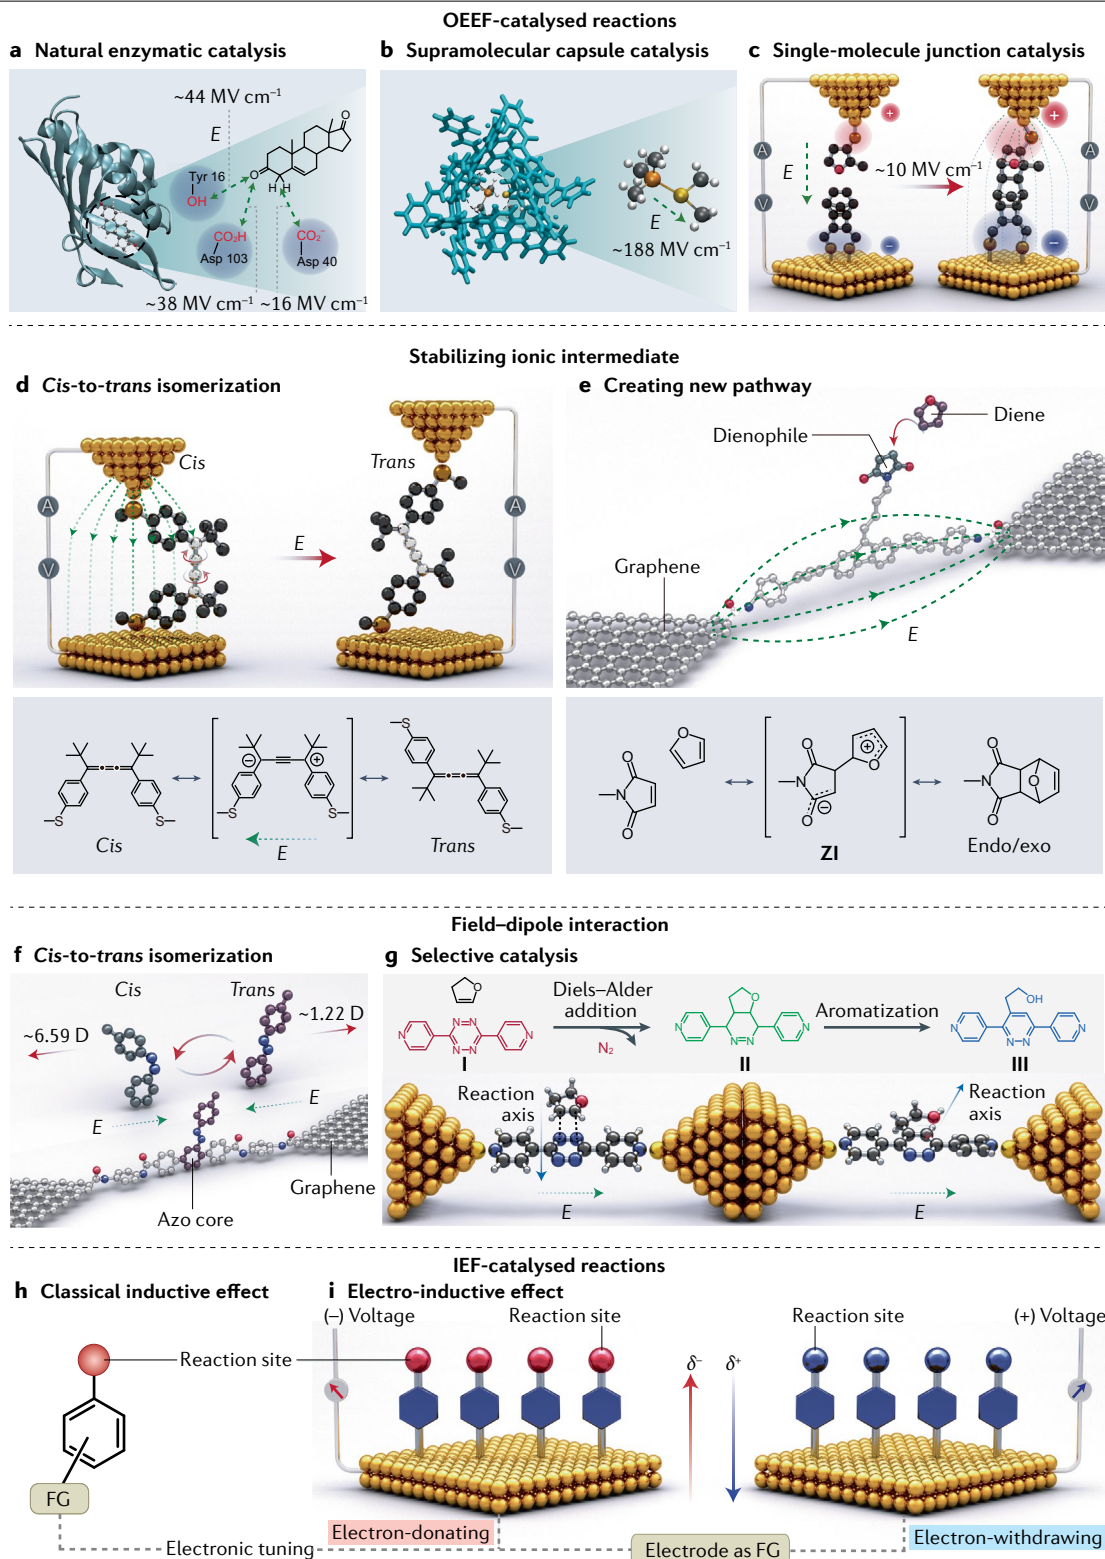 OEEF-catalysed reactions
a Natural enzymatic catalysis
~44 MV cm⁻¹
E
Tyr 16
OH
O
O
H H
CO₂H
Asp 103
CO₂⁻
Asp 40
~38 MV cm⁻¹ ~16 MV cm⁻¹
b Supramolecular capsule catalysis
E
~188 MV cm⁻¹
c Single-molecule junction catalysis
+
+
A
A
E
~10 MV cm⁻¹
V
V
–
–
Stabilizing ionic intermediate
d Cis-to-trans isomerization
Cis
Trans
A
A
E
V
V
S
S
S
S
S
S
⊖
⊕
Cis
E
Trans
e Creating new pathway
Diene
Dienophile
Graphene
E
O
O
N
O
O
N
O
O
⊕
⊖
O
O
N
O
O
ZI
Endo/exo
Field–dipole interaction
f Cis-to-trans isomerization
Cis
Trans
~6.59 D
~1.22 D
E
E
Graphene
Azo core
g Selective catalysis
O
Diels–Alder
addition
N₂
Aromatization
N
N=N
N–N
N
I
O
N
N=N
N
II
OH
N
N–N
N
III
Reaction
axis
Reaction
axis
E
E
IEF-catalysed reactions
h Classical inductive effect
Reaction site
FG
Electronic tuning
i Electro-inductive effect
(–) Voltage
Reaction site
δ⁻
δ⁺
Reaction site
(+) Voltage
Electron-donating
Electrode as FG
Electron-withdrawing